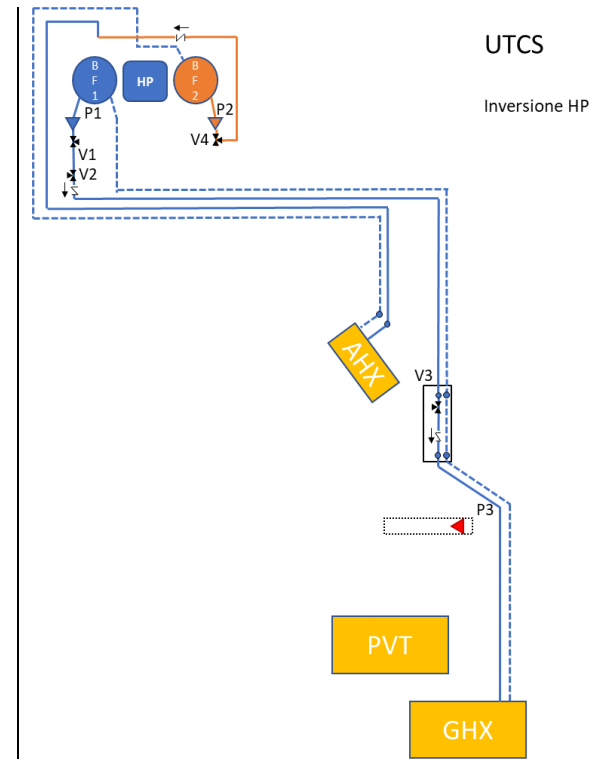 UTCS
Inversione HP
B
F
1
HP
B
F
2
P1
P2
V1
V4
V2
AHX
V3
P3
PVT
GHX